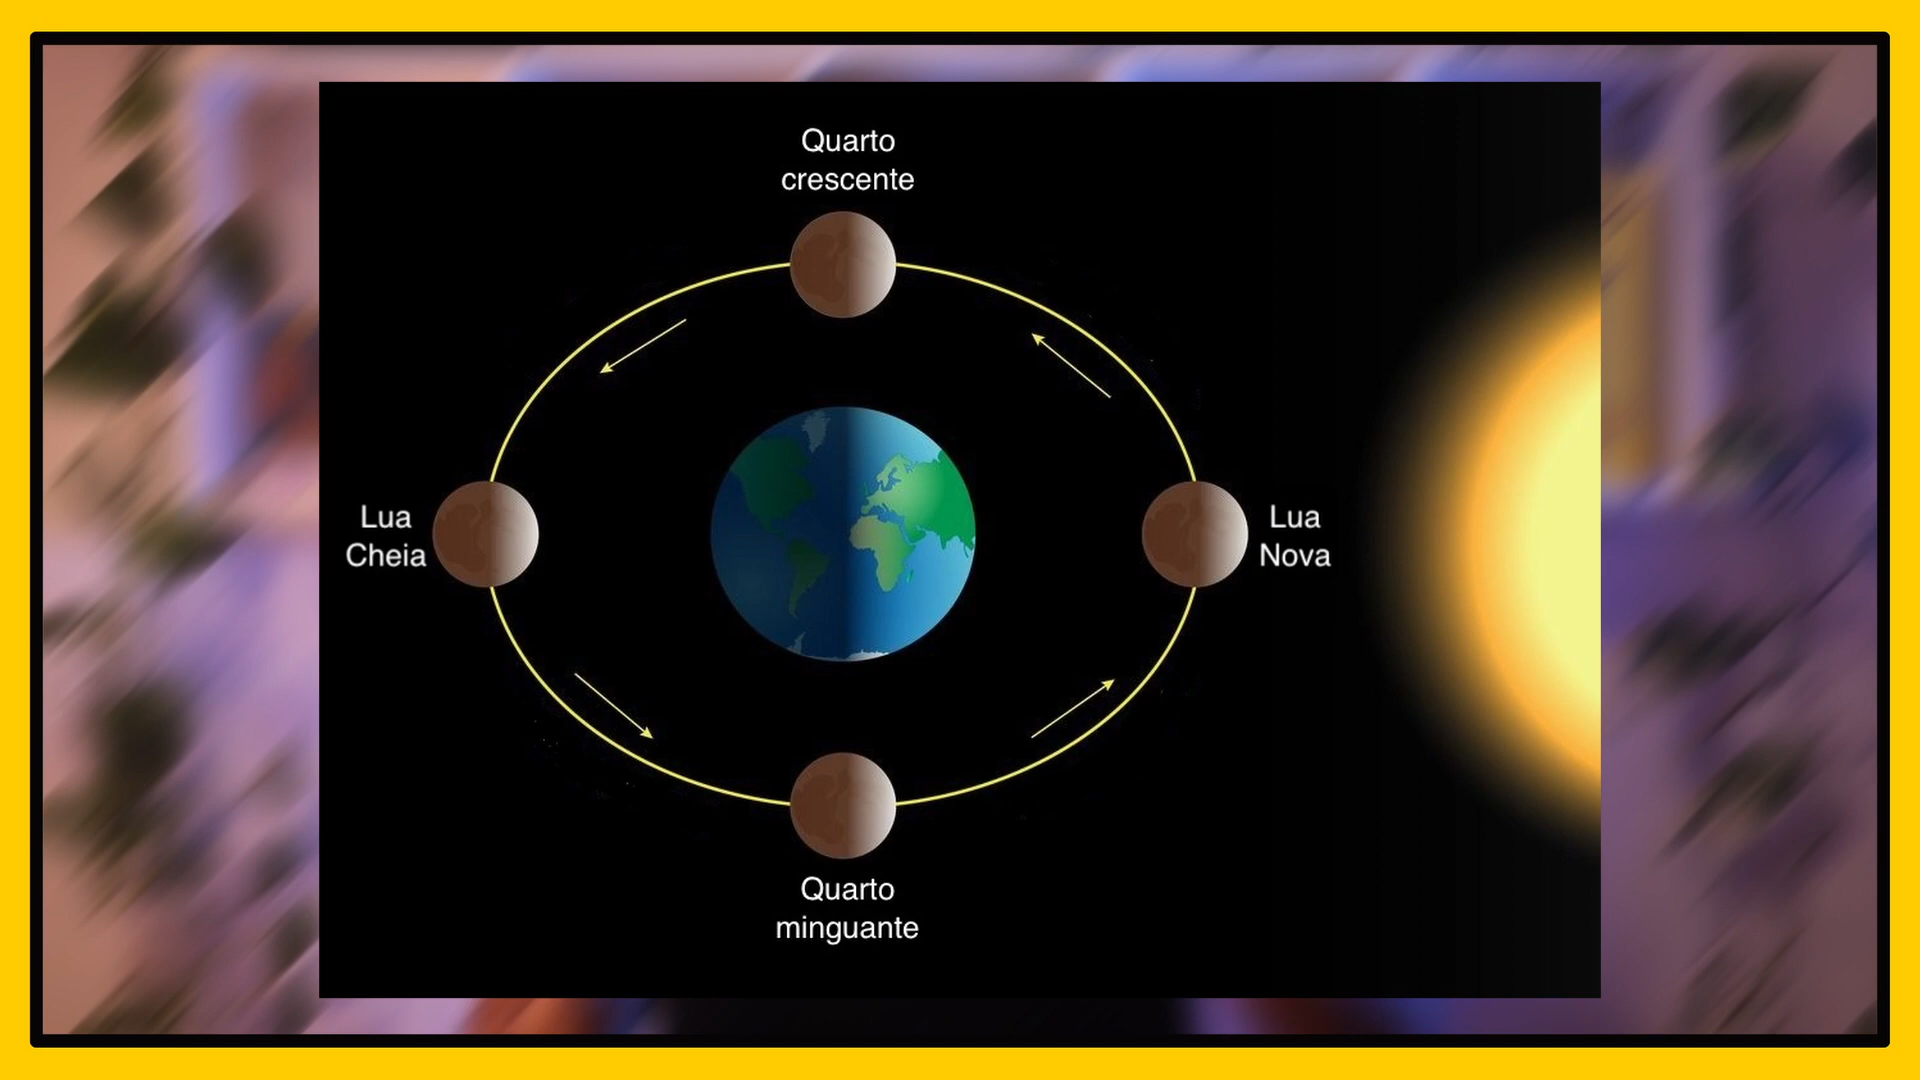 Quarto
crescente
Lua
Cheia
Lua
Nova
Quarto
minguante